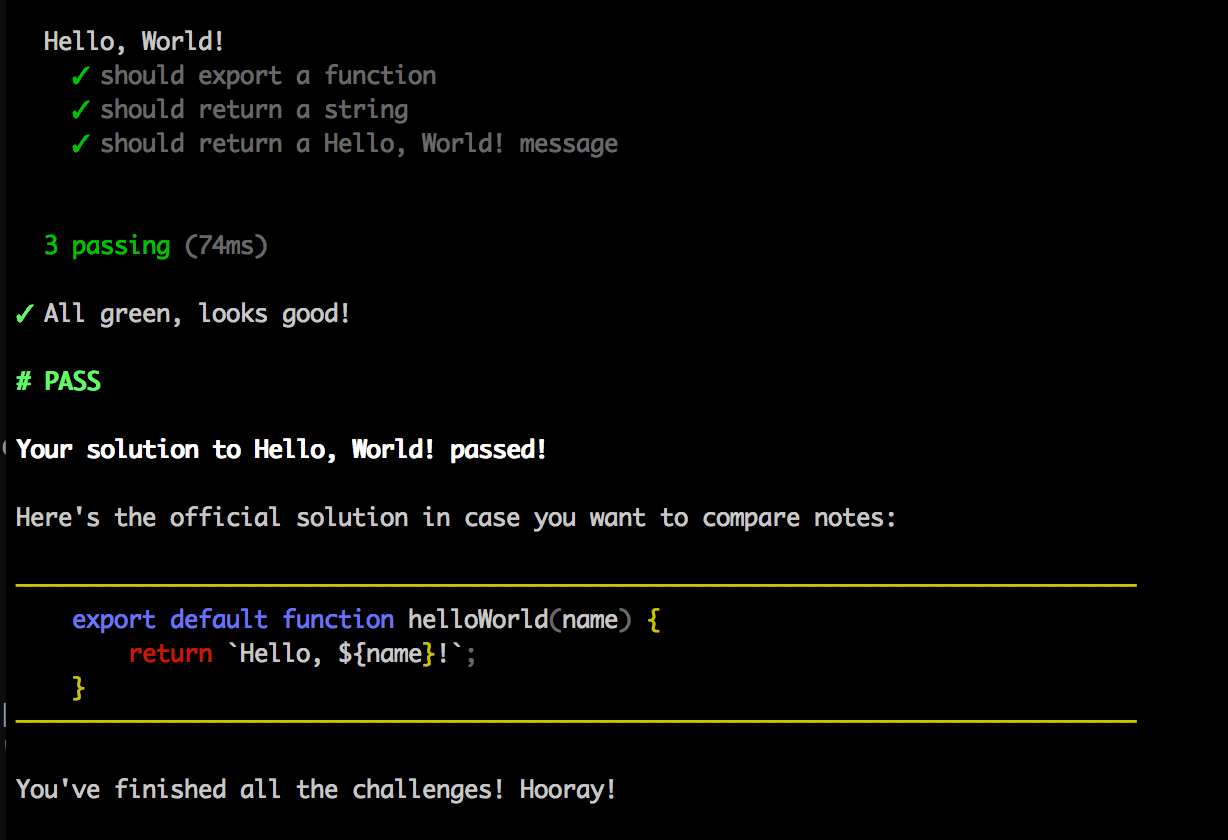 Hello, World!
✓ should export a function
✓ should return a string
✓ should return a Hello, World! message
3 passing (74ms)
✓ All green, looks good!
# PASS
Your solution to Hello, World! passed!
Here's the official solution in case you want to compare notes:
export default function helloWorld(name) {
return `Hello, ${name}!`;
}
You've finished all the challenges! Hooray!